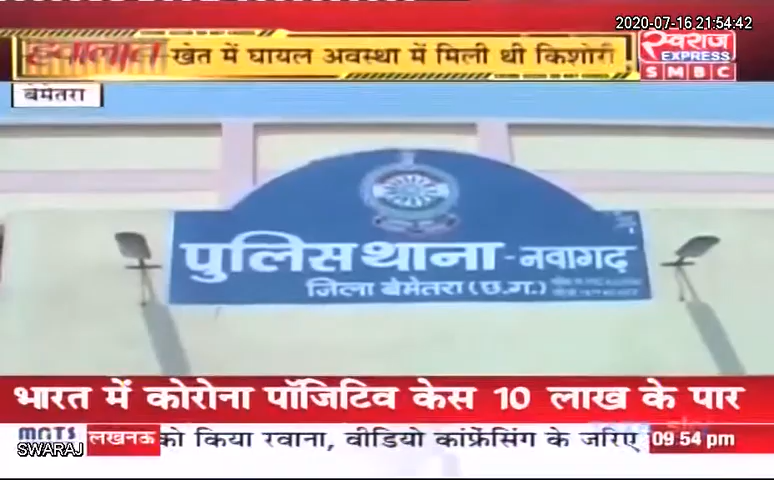 2020-07-16 21:54:42
हवालात खेत में घायल अवस्था में मिली थी किशोरी
स्वराज
EXPRESS
SMBC
बेमेतरा
पुलिस थाना - नवागढ़
जिला बेमेतरा (छ.ग.)
भारत में कोरोना पॉजिटिव केस 10 लाख के पार
MATS
SWARAJ
लखनऊ को किया रवाना, वीडियो कांफ्रेंसिंग के जरिए
09:54 pm